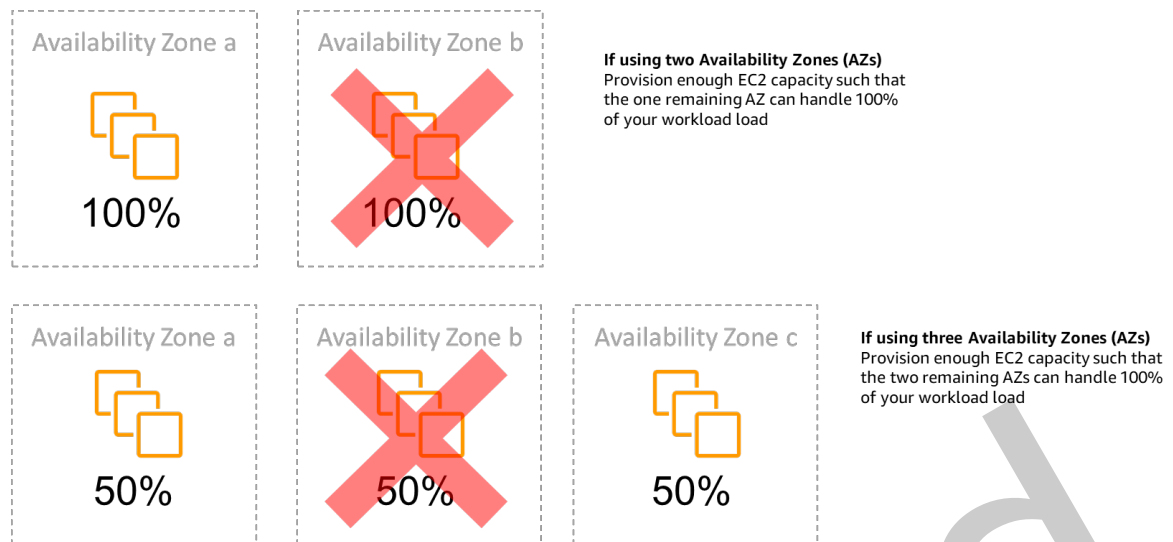 Availability Zone a
Availability Zone b
100%
100%
If using two Availability Zones (AZs)
Provision enough EC2 capacity such that
the one remaining AZ can handle 100%
of your workload load
Availability Zone a
Availability Zone b
Availability Zone c
50%
50%
50%
If using three Availability Zones (AZs)
Provision enough EC2 capacity such that
the two remaining AZs can handle 100%
of your workload load